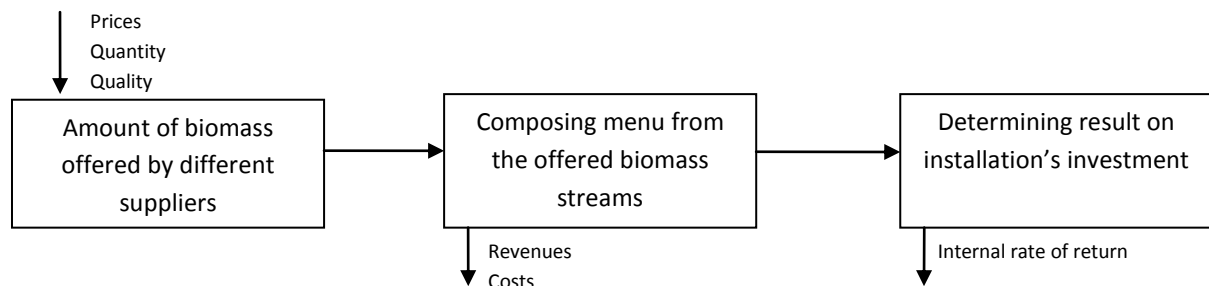 Prices
Quantity
Quality
Amount of biomass
offered by different
suppliers
Composing menu from
the offered biomass
streams
Determining result on
installation's investment
Revenues
Costs
Internal rate of return